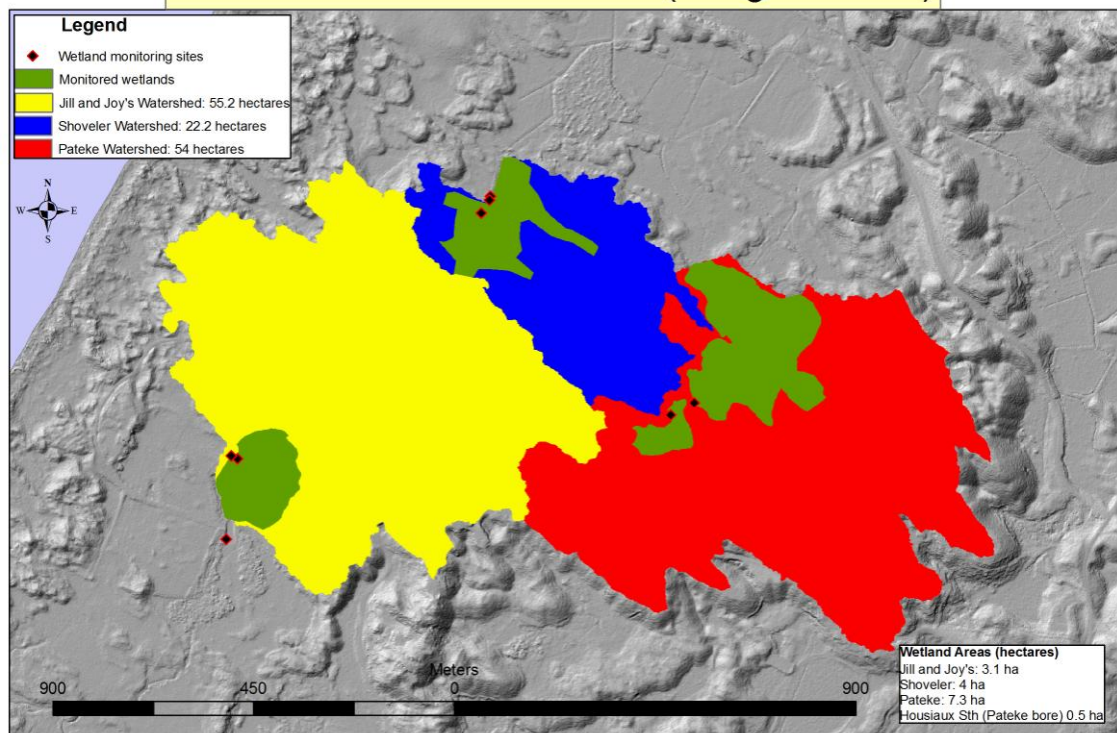 Legend
Wetland monitoring sites
Monitored wetlands
Jill and Joy's Watershed: 55.2 hectares
Shoveler Watershed: 22.2 hectares
Pateke Watershed: 54 hectares
N
W E
S
Meters
900 450 0 900
Wetland Areas (hectares)
Jill and Joy's: 3.1 ha
Shoveler: 4 ha
Pateke: 7.3 ha
Housiaux Sth (Pateke bore) 0.5 ha